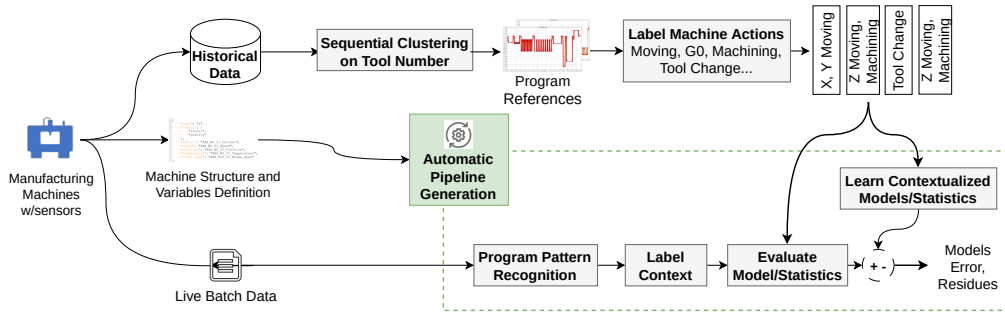 Historical
Data
Sequential Clustering
on Tool Number
Program
References
Label Machine Actions
Moving, G0, Machining,
Tool Change...
X, Y Moving
Z Moving,
Machining
Tool Change
Z Moving,
Machining
Manufacturing
Machines
w/sensors
Machine Structure and
Variables Definition
Automatic
Pipeline
Generation
Learn Contextualized
Models/Statistics
Live Batch Data
Program Pattern
Recognition
Label
Context
Evaluate
Model/Statistics
+ -
Models
Error,
Residues